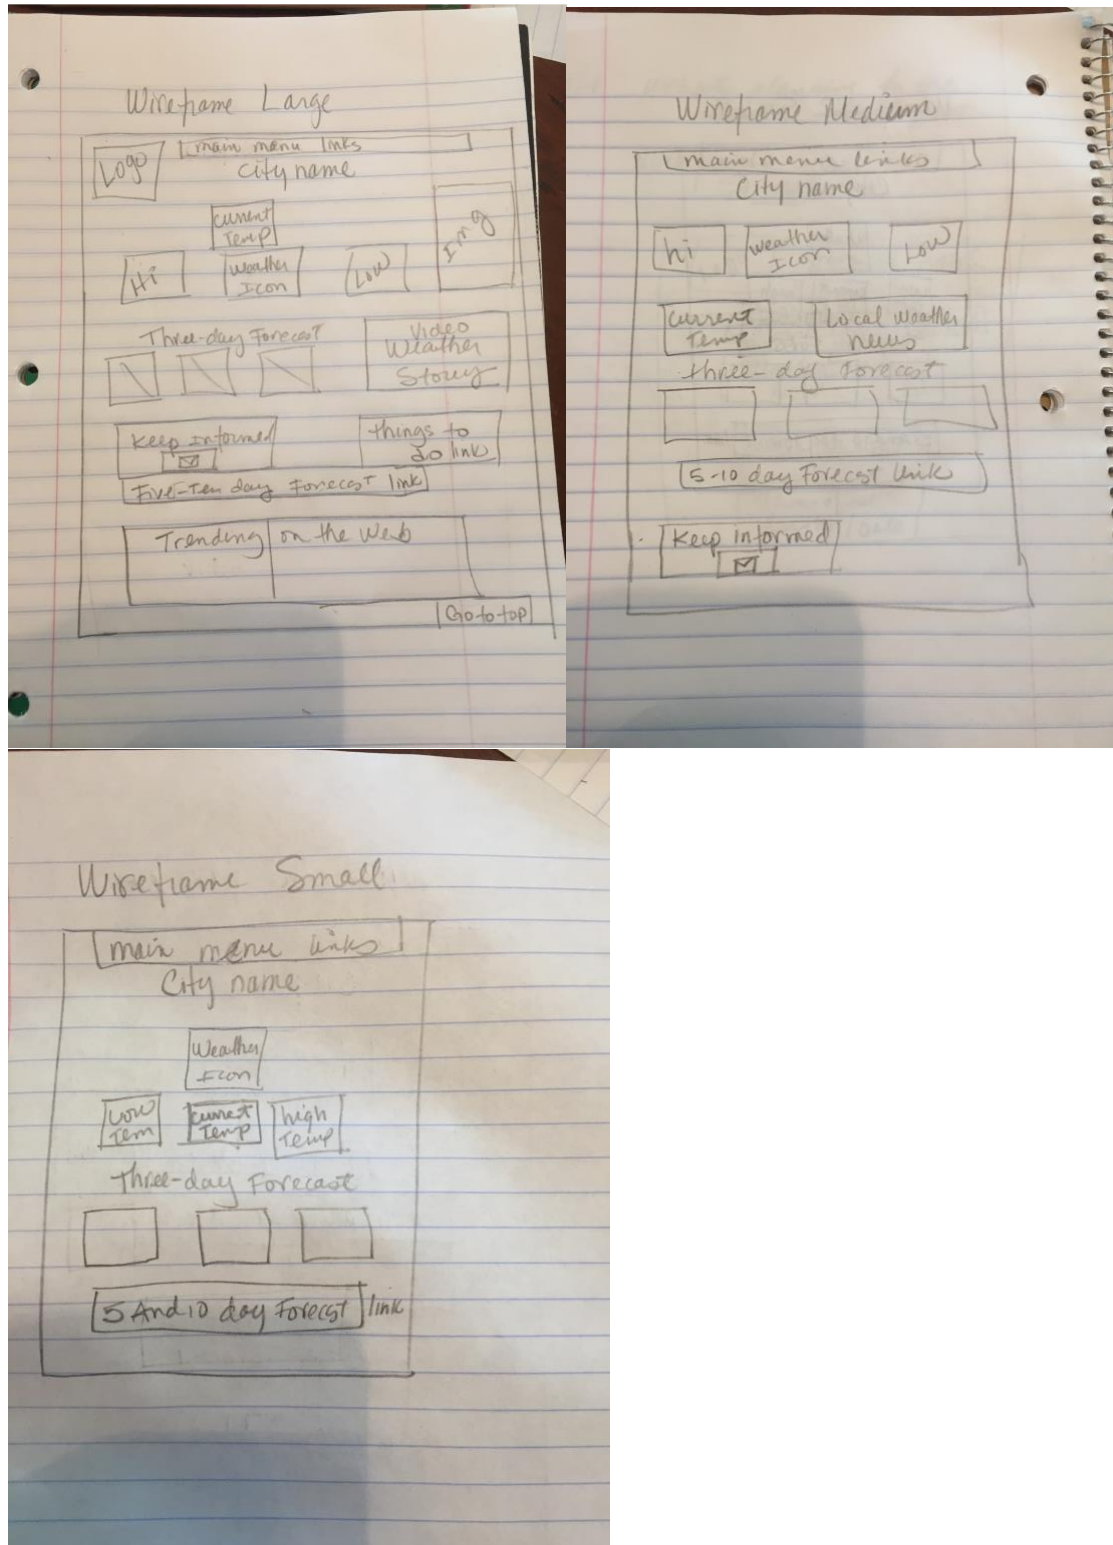 Wireframe Large
Logo
main menu links
City name
Current
Temp
Img
Hi
Weather
Icon
Low
Three-day Forecast
Video
Weather
Story
Keep Informed
things to
do link
Five-Ten day Forecast link
Trending on the Web
Go to top
Wireframe Medium
main menu links
City name
hi
Weather
Icon
Low
Current
Temp
Local Weather
news
three-day Forecast
5-10 day Forecast link
Keep informed
Wireframe Small
main menu links
City name
Weather
Icon
Low
Tem
Current
Temp
high
Temp
Three-day Forecast
5 And 10 day Forecst link